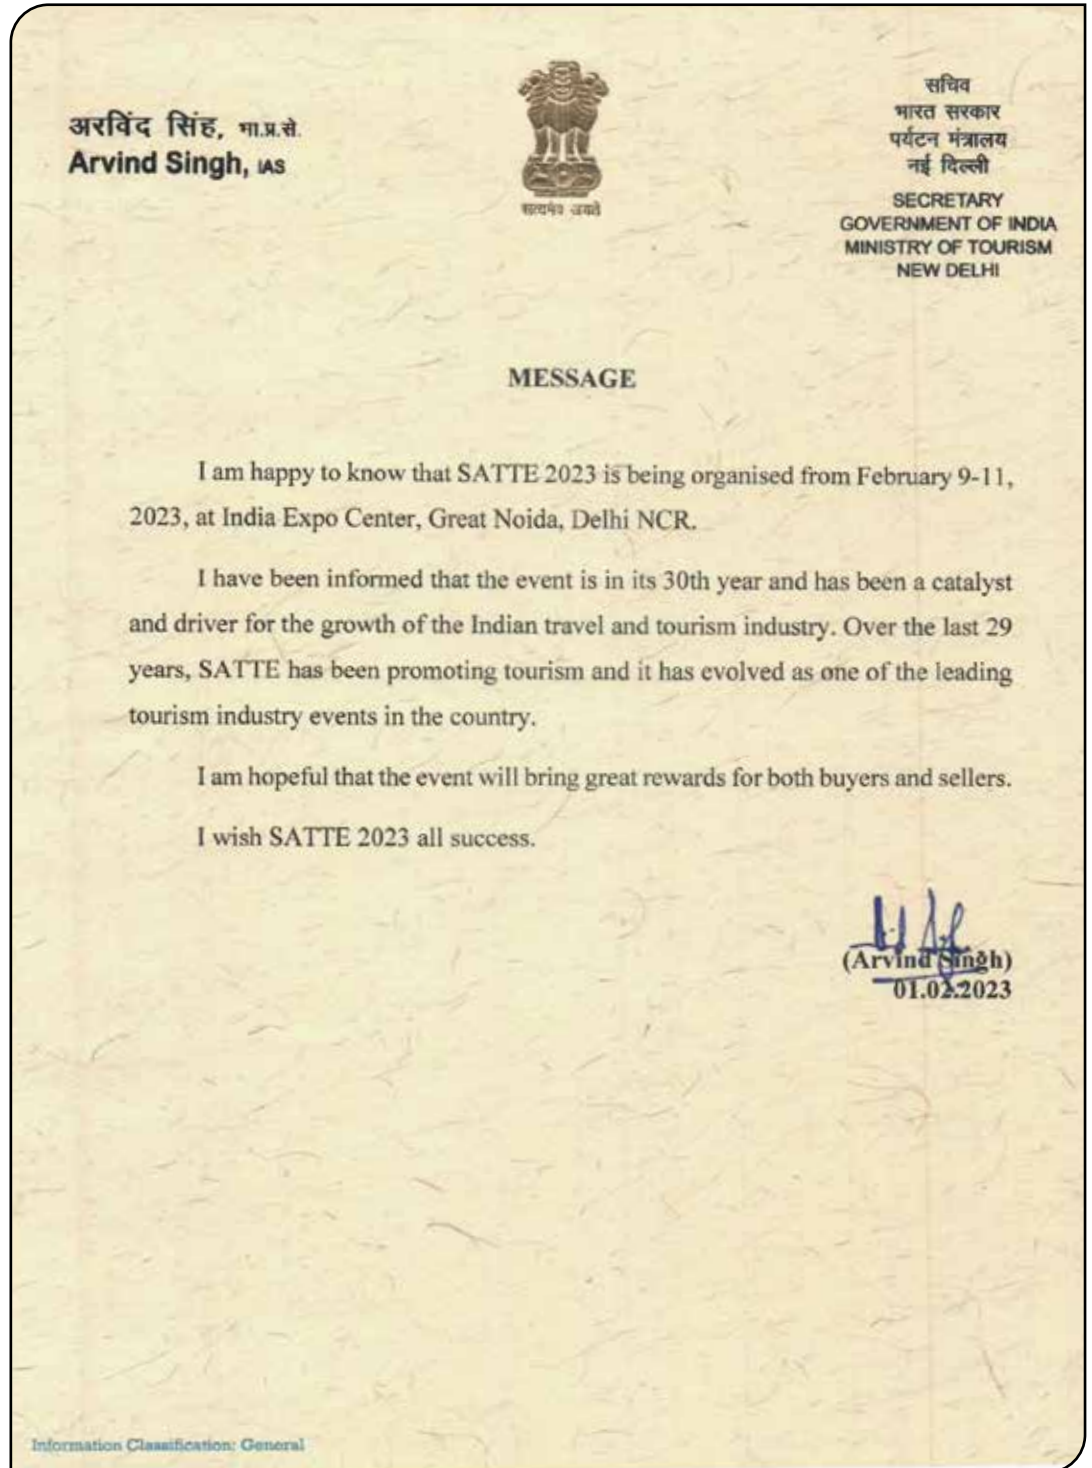 अरविंद सिंह, भा.प्र.से.
Arvind Singh, IAS
सत्यमेव जयते
सचिव
भारत सरकार
पर्यटन मंत्रालय
नई दिल्ली
SECRETARY
GOVERNMENT OF INDIA
MINISTRY OF TOURISM
NEW DELHI
MESSAGE
I am happy to know that SATTE 2023 is being organised from February 9-11,
2023, at India Expo Center, Great Noida, Delhi NCR.
I have been informed that the event is in its 30th year and has been a catalyst
and driver for the growth of the Indian travel and tourism industry. Over the last 29
years, SATTE has been promoting tourism and it has evolved as one of the leading
tourism industry events in the country.
I am hopeful that the event will bring great rewards for both buyers and sellers.
I wish SATTE 2023 all success.
(Arvind Singh)
01.02.2023
Information Classification: General